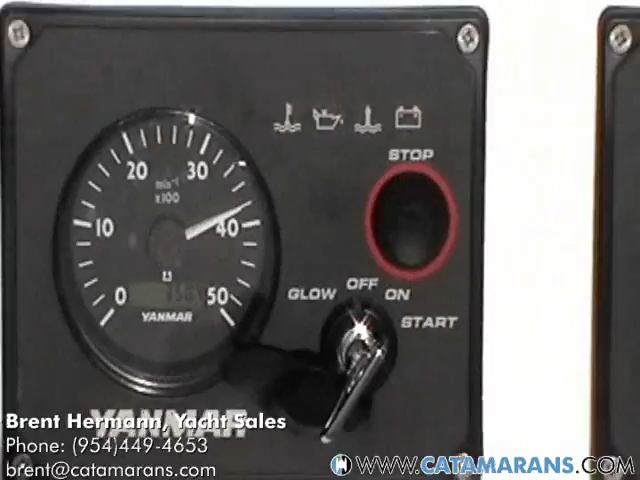 STOP
20 30
min-1
x100
10 40
0 50
YANMAR
OFF
GLOW ON
START
YANMAR
Brent Hermann, Yacht Sales
Phone: (954)449-4653
brent@catamarans.com
WWW.CATAMARANS.COM